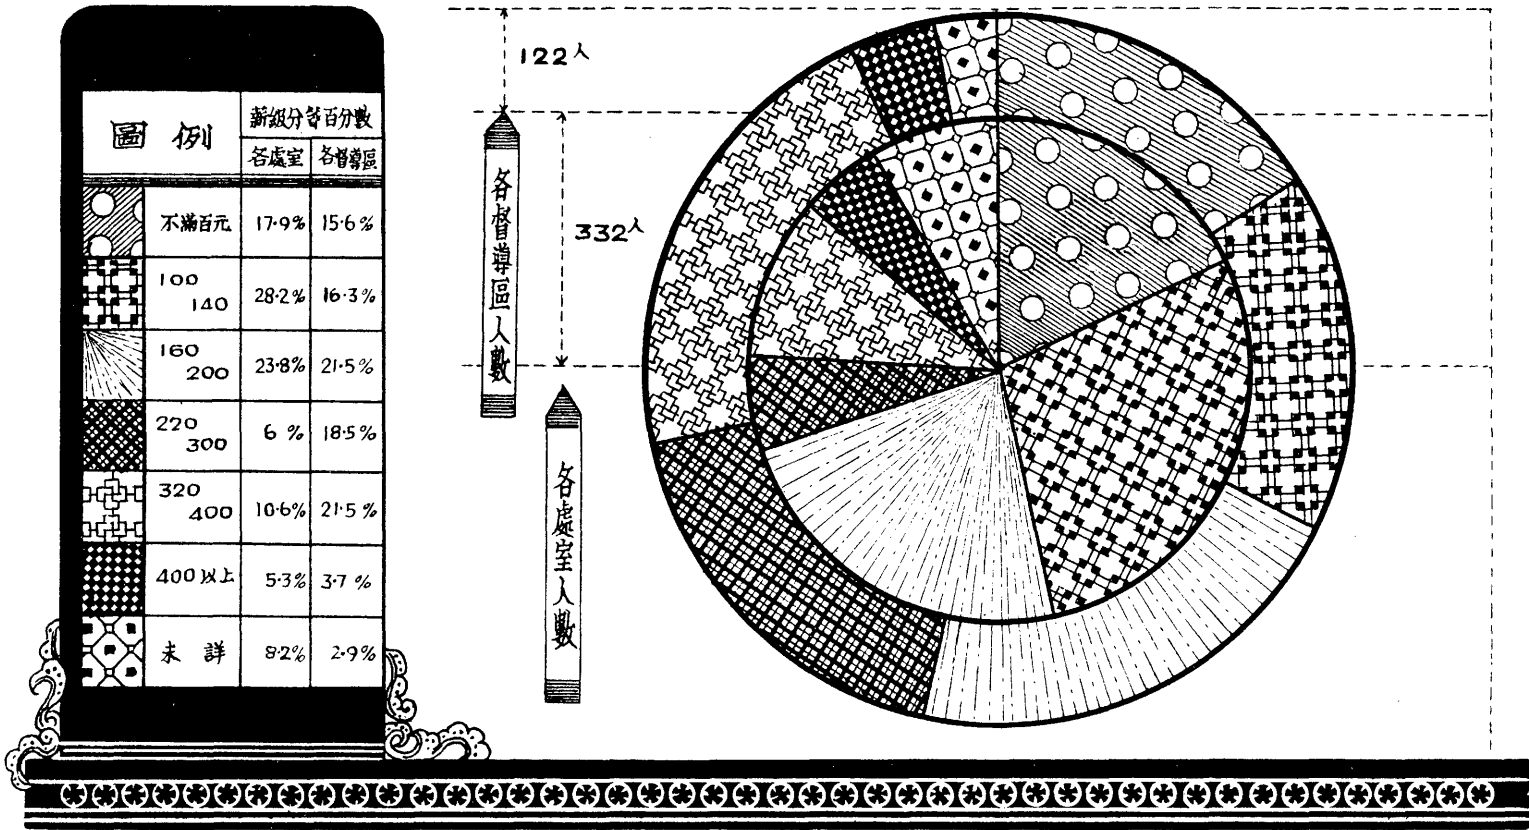 圖 例
薪級分配百分數
各處室 各督導區
不滿百元 17.9% 15.6%
100
140 28.2% 16.3%
160
200 23.8% 21.5%
220
300 6 % 18.5%
320
400 10.6% 21.5 %
400以上 5.3% 3.7 %
未 詳 8.2% 2.9%
122人
332人
各督導區人數
各處室人數